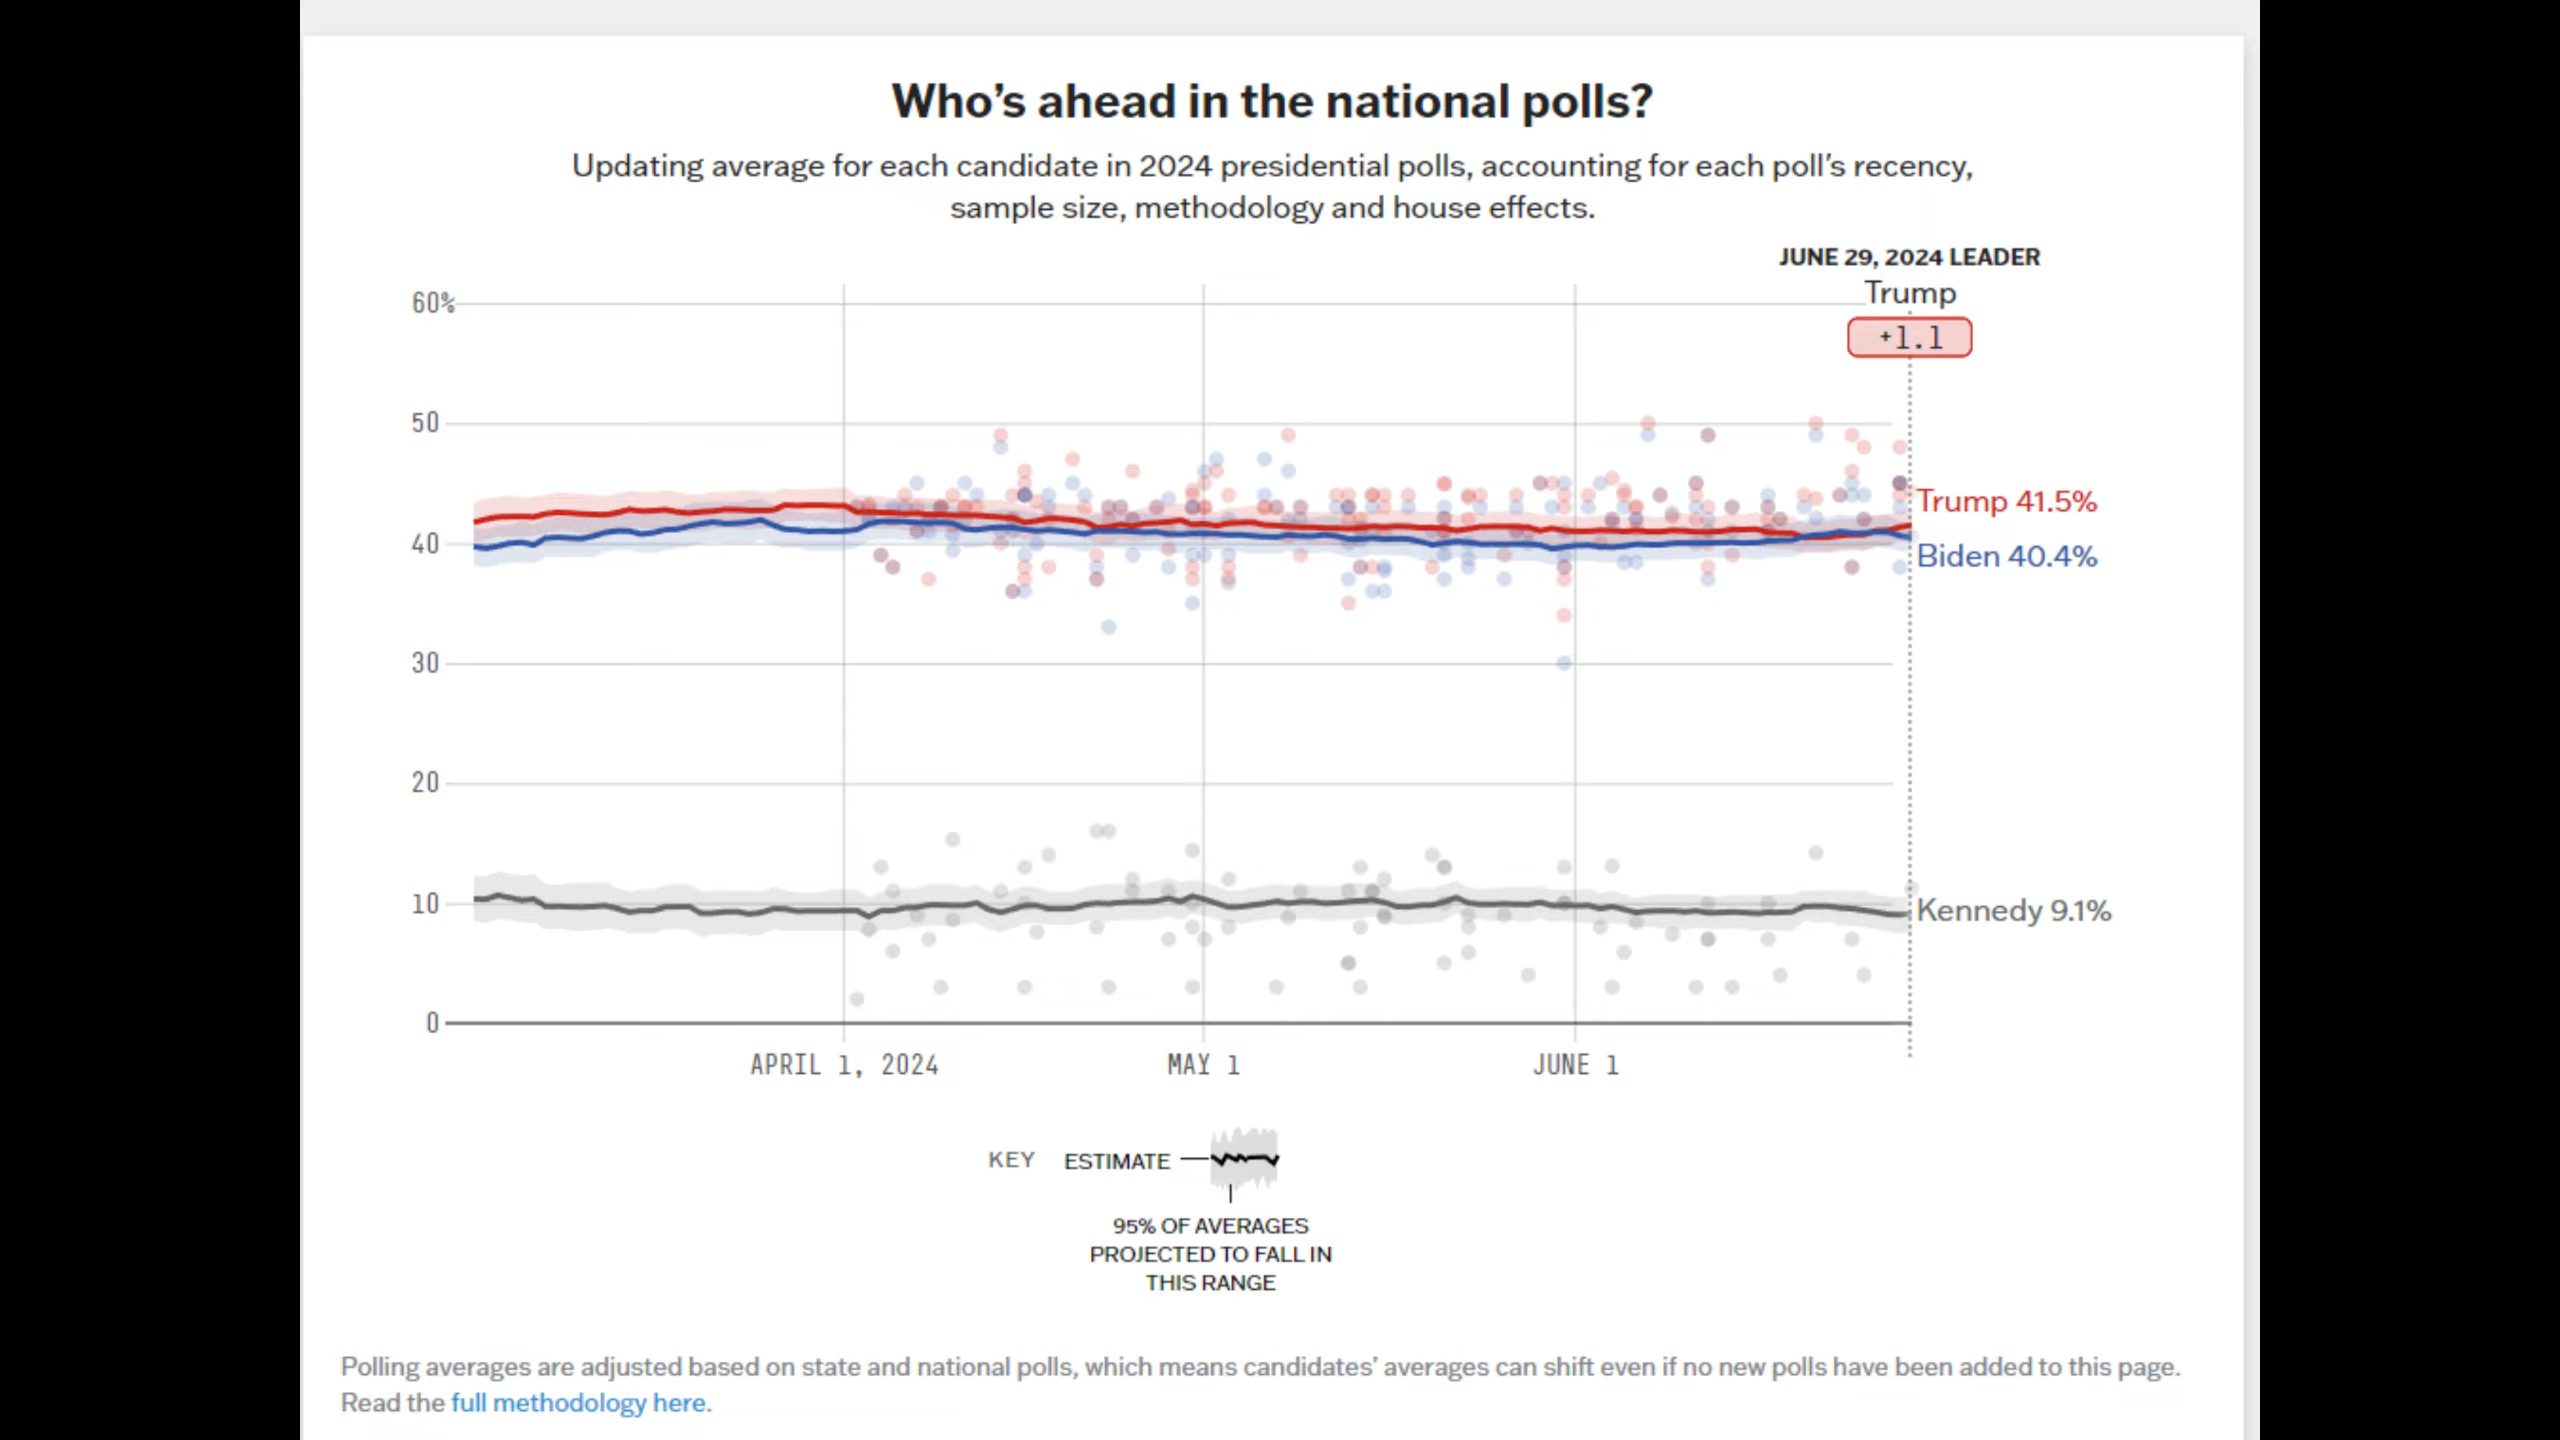 Who’s ahead in the national polls?
Updating average for each candidate in 2024 presidential polls, accounting for each poll’s recency,
sample size, methodology and house effects.
JUNE 29, 2024 LEADER
Trump
+1.1
60%
50
40
30
20
10
0
Trump 41.5%
Biden 40.4%
Kennedy 9.1%
APRIL 1, 2024
MAY 1
JUNE 1
KEY
ESTIMATE
95% OF AVERAGES
PROJECTED TO FALL IN
THIS RANGE
Polling averages are adjusted based on state and national polls, which means candidates’ averages can shift even if no new polls have been added to this page.
Read the full methodology here.